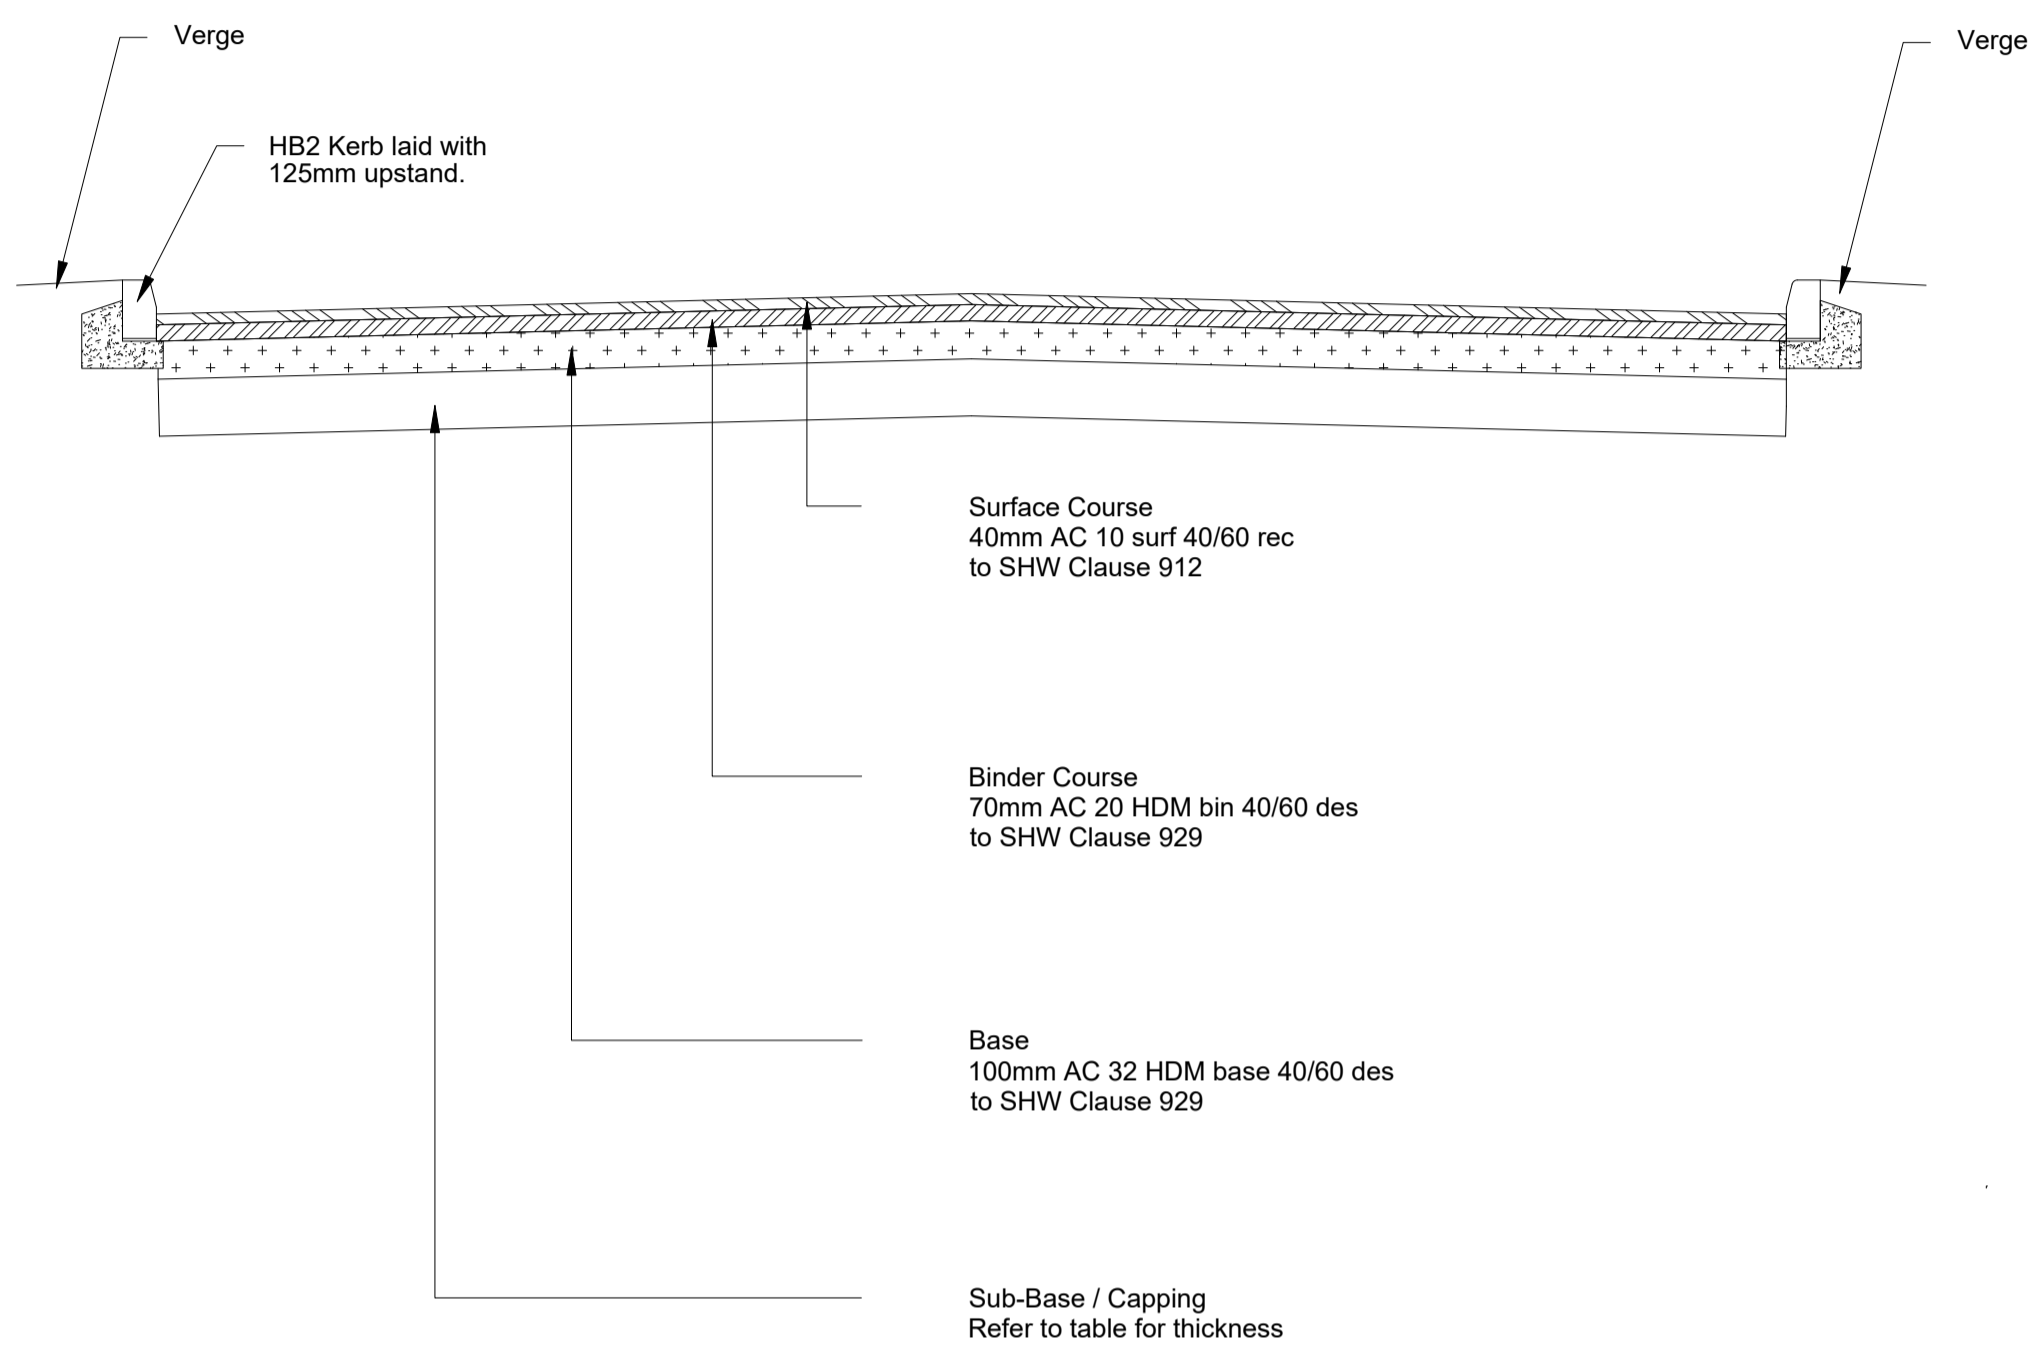 Verge
Verge
HB2 Kerb laid with
125mm upstand.
Surface Course
40mm AC 10 surf 40/60 rec
to SHW Clause 912
Binder Course
70mm AC 20 HDM bin 40/60 des
to SHW Clause 929
Base
100mm AC 32 HDM base 40/60 des
to SHW Clause 929
Sub-Base / Capping
Refer to table for thickness